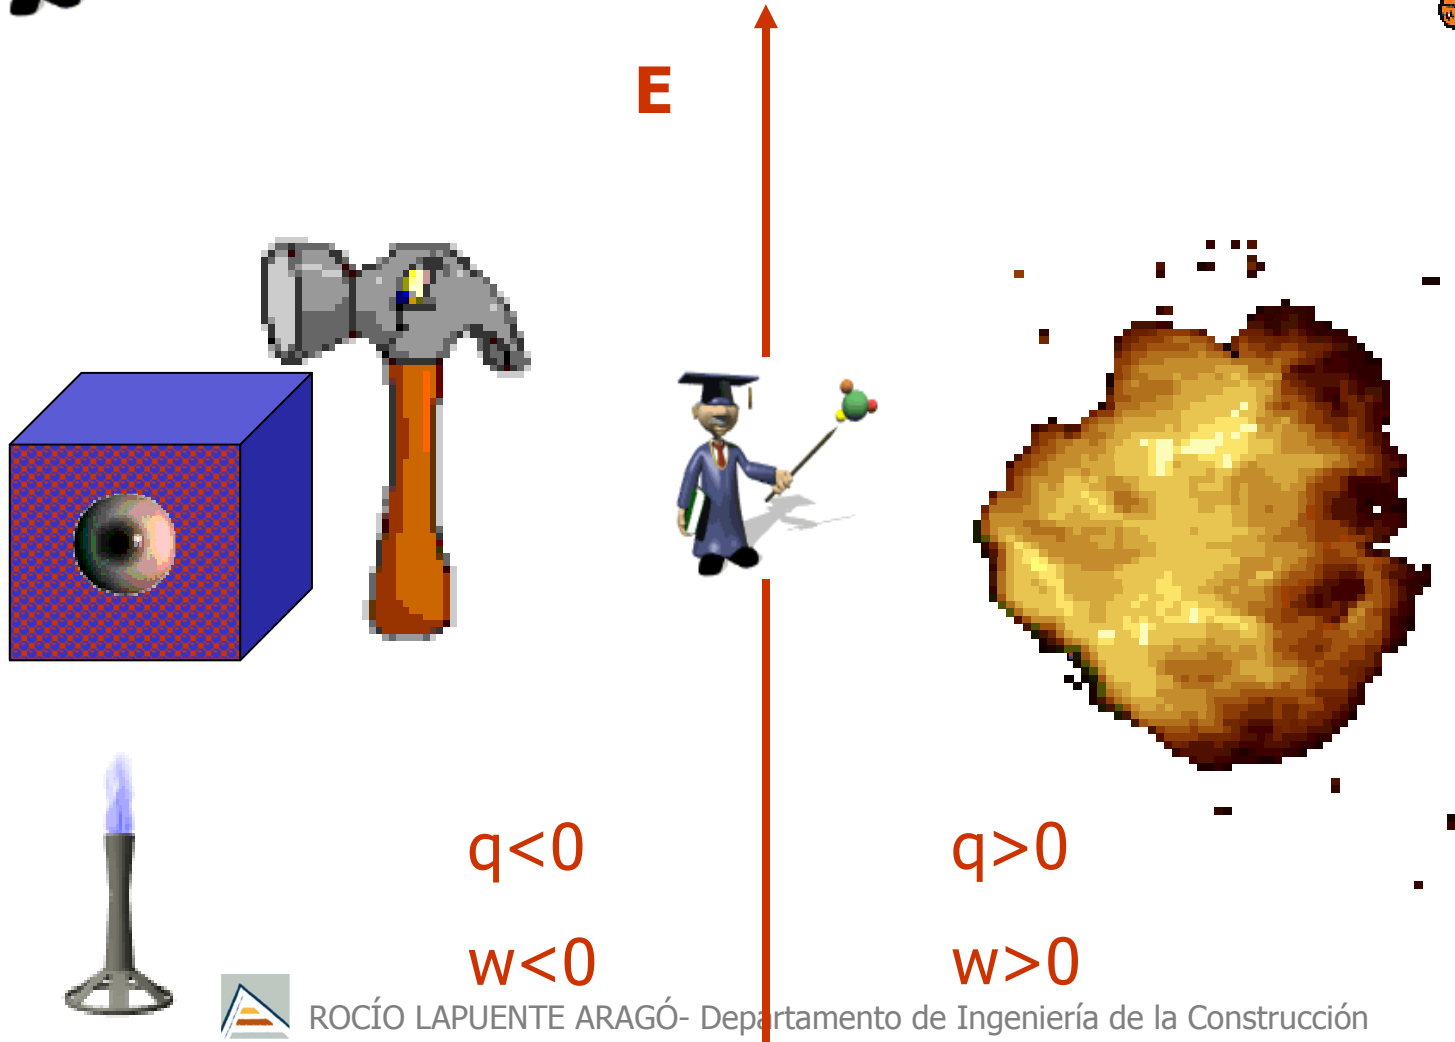 E
q<0
q>0
w<0
w>0
ROCÍO LAPUENTE ARAGÓ- Departamento de Ingeniería de la Construcción